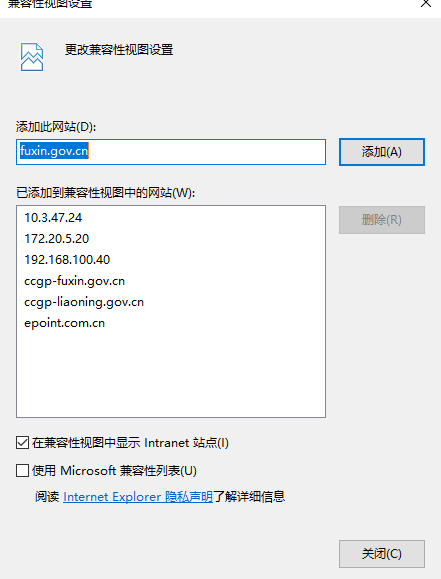 兼容性视图设置
更改兼容性视图设置
添加此网站(D):
fuxin.gov.cn
添加(A)
已添加到兼容性视图中的网站(W):
10.3.47.24
删除(R)
172.20.5.20
192.168.100.40
ccgp-fuxin.gov.cn
ccgp-liaoning.gov.cn
epoint.com.cn
在兼容性视图中显示 Intranet 站点(I)
使用 Microsoft 兼容性列表(U)
阅读 Internet Explorer 隐私声明了解详细信息
关闭(C)